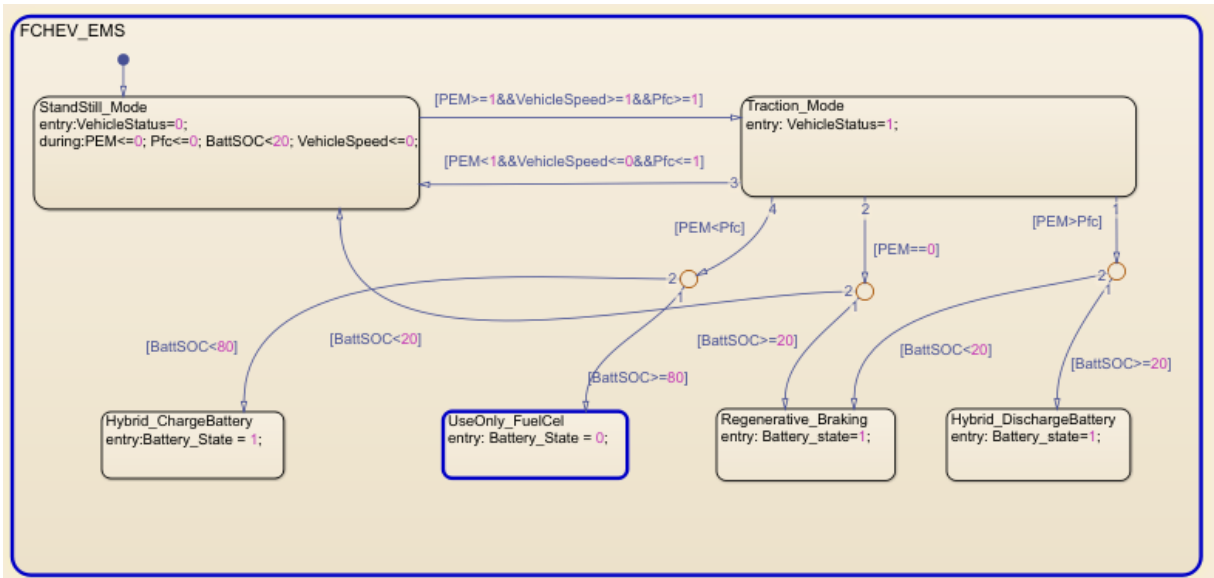 FCHEV_EMS
StandStill_Mode
entry:VehicleStatus=0;
during:PEM<=0; Pfc<=0; BattSOC<20; VehicleSpeed<=0;
[PEM>=1&&VehicleSpeed>=1&&Pfc>=1]
Traction_Mode
entry: VehicleStatus=1;
[PEM<1&&VehicleSpeed<=0&&Pfc<=1]
3
4
2
1
[PEM<Pfc]
[PEM==0]
[PEM>Pfc]
2
1
2
1
2
1
[BattSOC<80]
[BattSOC<20]
[BattSOC>=80]
[BattSOC>=20]
[BattSOC<20]
[BattSOC>=20]
Hybrid_ChargeBattery
entry:Battery_State = 1;
UseOnly_FuelCel
entry: Battery_State = 0;
Regenerative_Braking
entry: Battery_state=1;
Hybrid_DischargeBattery
entry: Battery_state=1;